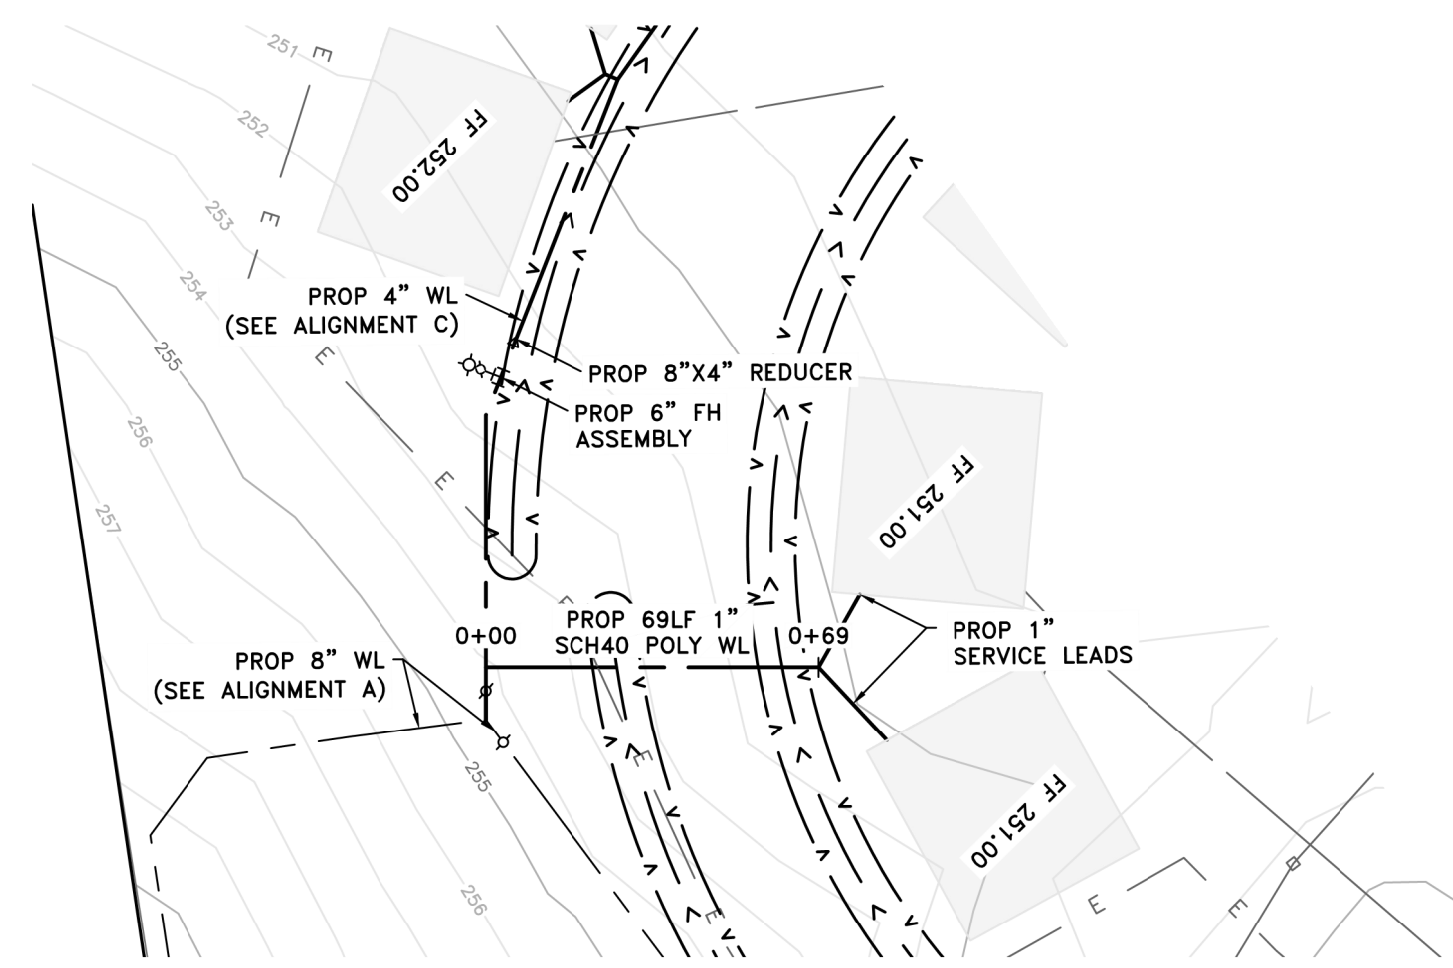 251
E
252
FF 252.00
253
E
254
PROP 4” WL
(SEE ALIGNMENT C)
255
E
PROP 8”X4” REDUCER
PROP 6” FH
ASSEMBLY
256
E
FF 251.00
257
E
PROP 69LF 1”
SCH40 POLY WL
0+00
0+69
PROP 1”
SERVICE LEADS
PROP 8” WL
(SEE ALIGNMENT A)
E
255
FF 251.00
256
E
E
E